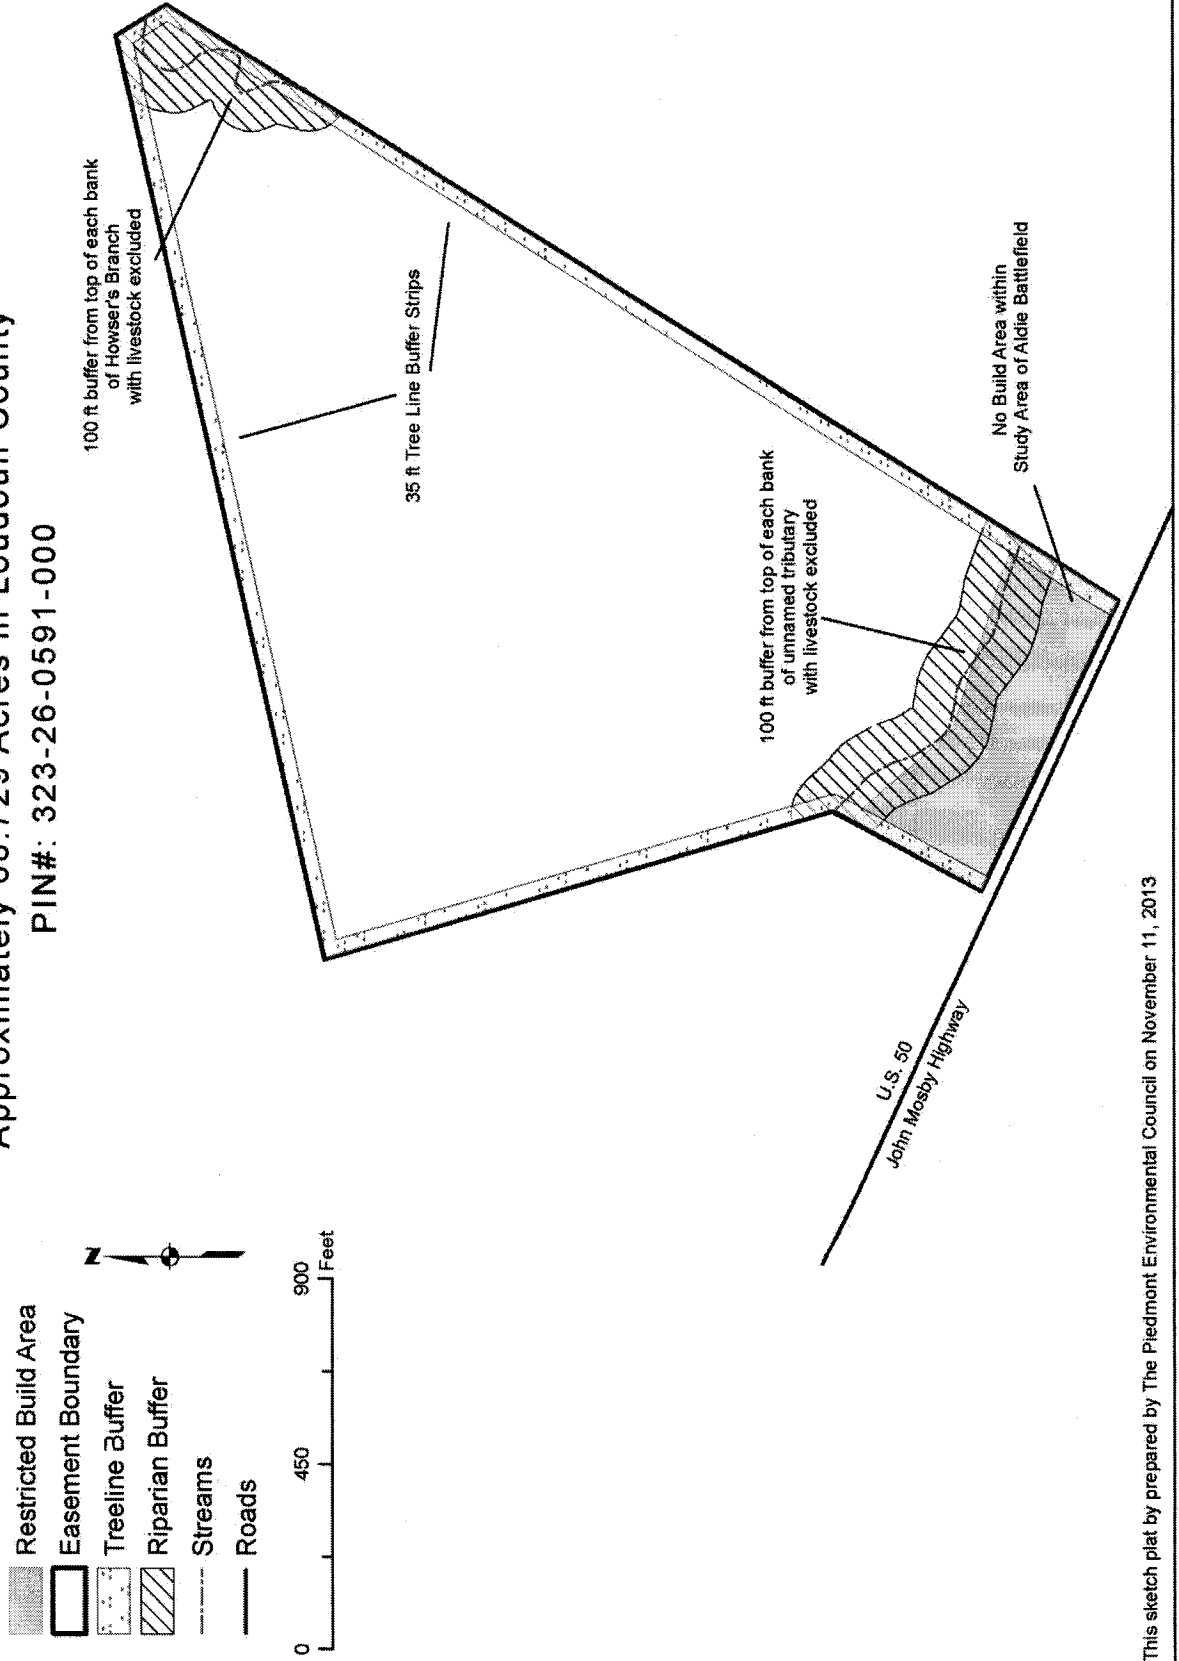 in Loudoun County
PIN#: 323-26-0591-000
Restricted Build Area
Easement Boundary
Treeline Buffer
Riparian Buffer
Streams
Roads
N
0 450 900
Feet
100 ft buffer from top of each bank
of Howser's Branch
with livestock excluded
35 ft Tree Line Buffer Strips
100 ft buffer from top of each bank
of unnamed tributary
with livestock excluded
No Build Area within
Study Area of Aldie Battlefield
U.S. 50
John Mosby Highway
This sketch plat by prepared by The Piedmont Environmental Council on November 11, 2013